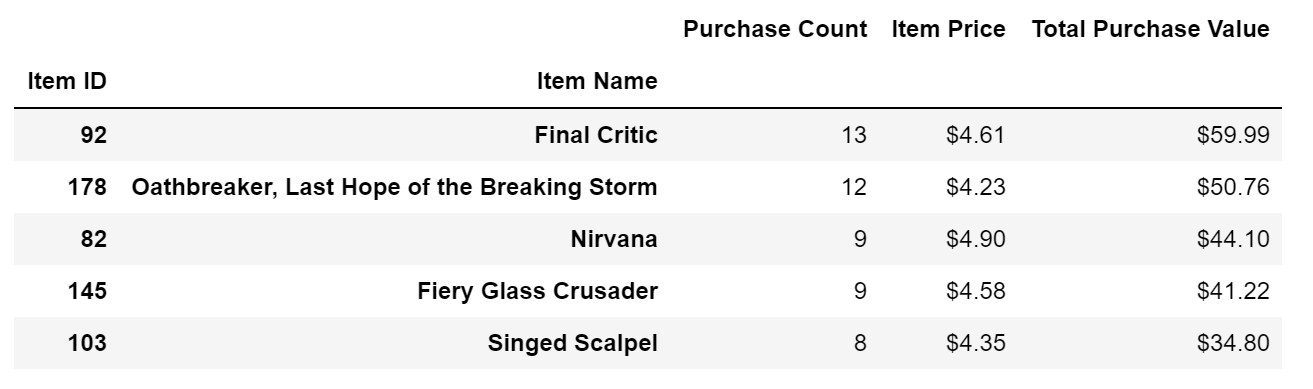 Purchase Count Item Price Total Purchase Value
Item ID Item Name
92 Final Critic 13 $4.61 $59.99
178 Oathbreaker, Last Hope of the Breaking Storm 12 $4.23 $50.76
82 Nirvana 9 $4.90 $44.10
145 Fiery Glass Crusader 9 $4.58 $41.22
103 Singed Scalpel 8 $4.35 $34.80